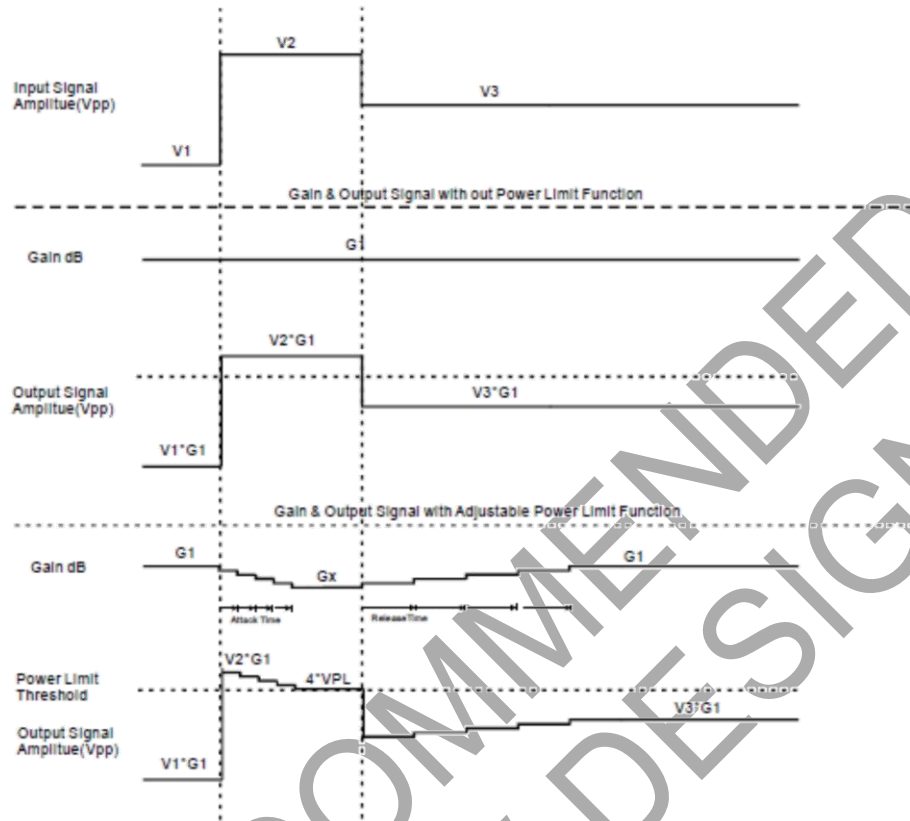 V2
Input Signal
Amplitue(Vpp)
V3
V1
Gain & Output Signal with out Power Limit Function
Gain dB
G1
V2*G1
Output Signal
Amplitue(Vpp)
V3*G1
V1*G1
Gain & Output Signal with Adjustable Power Limit Function
Gain dB
G1
Gx
G1
Attack Time
ReleaseTime
V2*G1
Power Limit
Threshold
4*VPL
Output Signal
Amplitue(Vpp)
V3*G1
V1*G1
COMMENDED
DESIGN